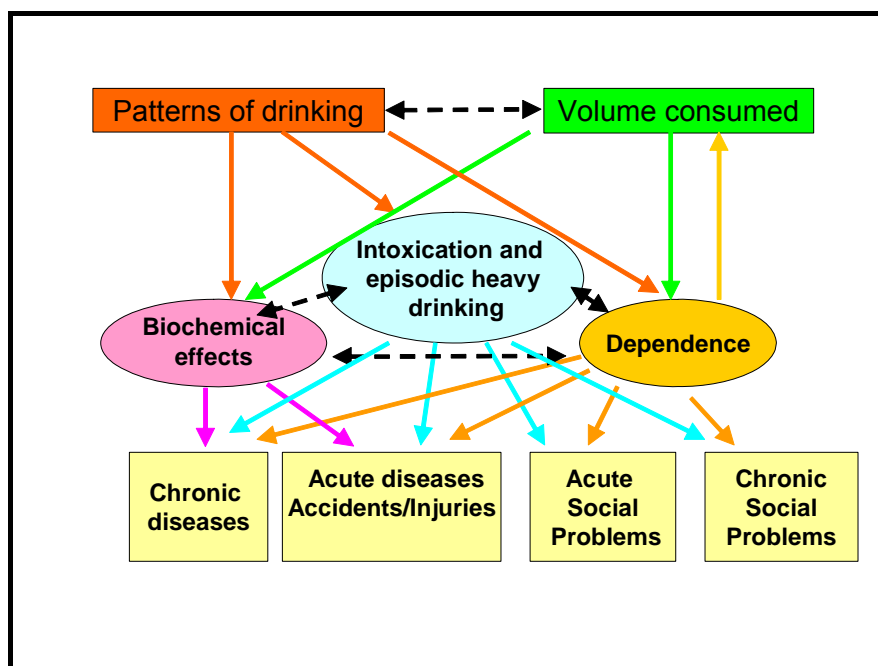 Patterns of drinking
Volume consumed
Intoxication and
episodic heavy
drinking
Biochemical
effects
Dependence
Chronic
diseases
Acute diseases
Accidents/Injuries
Acute
Social
Problems
Chronic
Social
Problems